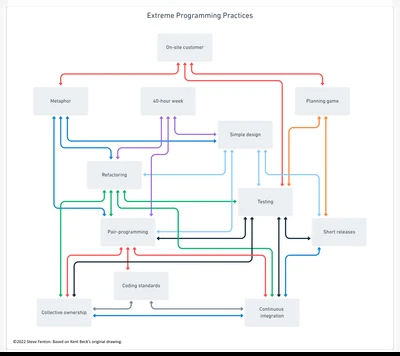 Extreme Programming Practices
On-site customer
Metaphor
40-hour week
Planning game
Simple design
Refactoring
Testing
Pair-programming
Short releases
Coding standards
Collective ownership
Continuous
integration
©2022 Steve Fenton. Based on Kent Beck's original drawing.